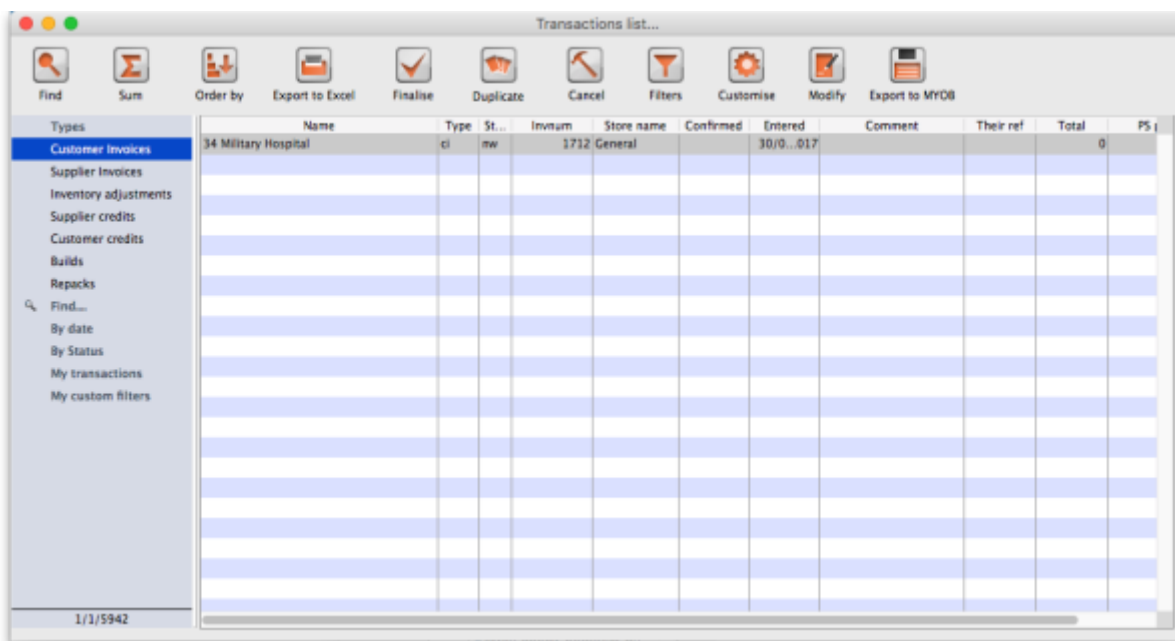 Transactions list...
Find Sum Order by Export to Excel Finalise Duplicate Cancel Filters Customise Modify Export to MYOB
Types Name Type St... Invnum Store name Confirmed Entered Comment Their ref Total PS
Customer Invoices 34 Military Hospital ci nw 1712 General 30/0...017 0
Supplier Invoices
Inventory adjustments
Supplier credits
Customer credits
Builds
Repacks
Find...
By date
By Status
My transactions
My custom filters
1/1/5942